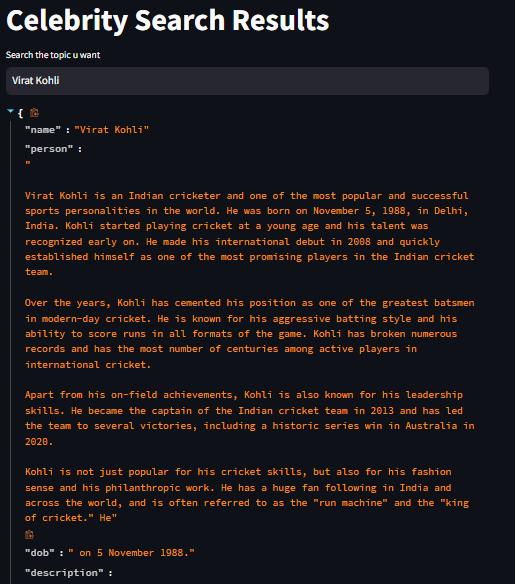 Celebrity Search Results
Search the topic u want
Virat Kohli
{
"name" : "Virat Kohli"
"person" :
"
Virat Kohli is an Indian cricketer and one of the most popular and successful
sports personalities in the world. He was born on November 5, 1988, in Delhi,
India. Kohli started playing cricket at a young age and his talent was
recognized early on. He made his international debut in 2008 and quickly
established himself as one of the most promising players in the Indian cricket
team.
Over the years, Kohli has cemented his position as one of the greatest batsmen
in modern-day cricket. He is known for his aggressive batting style and his
ability to score runs in all formats of the game. Kohli has broken numerous
records and has the most number of centuries among active players in
international cricket.
Apart from his on-field achievements, Kohli is also known for his leadership
skills. He became the captain of the Indian cricket team in 2013 and has led
the team to several victories, including a historic series win in Australia in
2020.
Kohli is not just popular for his cricket skills, but also for his fashion
sense and his philanthropic work. He has a huge fan following in India and
across the world, and is often referred to as the "run machine" and the "king
of cricket." He"
"dob" : " on 5 November 1988."
"description" :